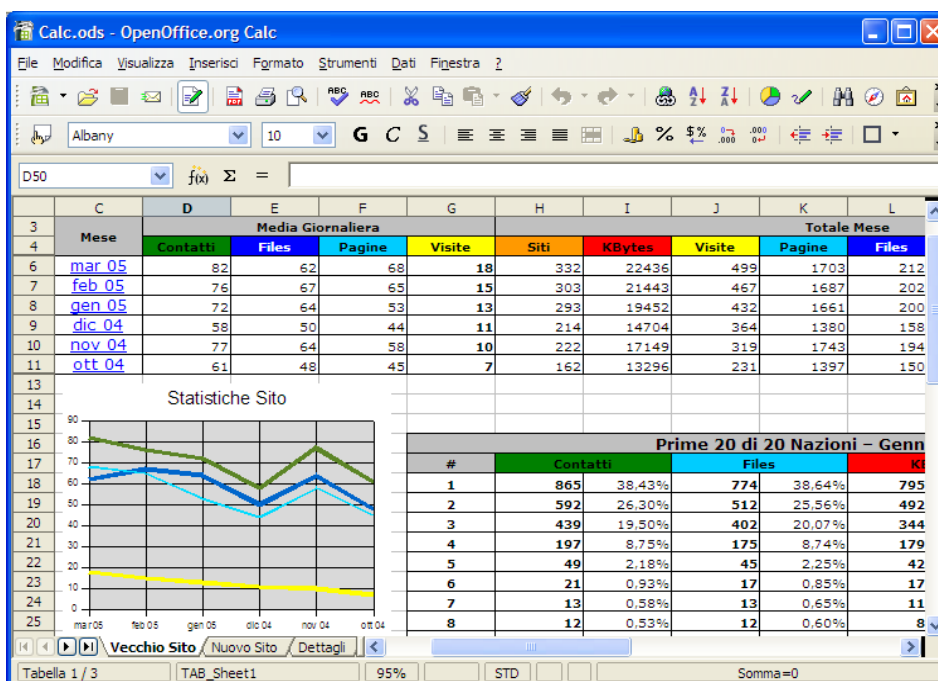 Calc.ods - OpenOffice.org Calc
File Modifica Visualizza Inserisci Formato Strumenti Dati Finestra ?
Albany 10 G C S
D50 f(x) Σ =
C D E F G H I J K L
3 Mese Media Giornaliera Totale Mese
4 Contatti Files Pagine Visite Siti KBytes Visite Pagine Files
6 mar 05 82 62 68 18 332 22436 499 1703 212
7 feb 05 76 67 65 15 303 21443 467 1687 202
8 gen 05 72 64 53 13 293 19452 432 1661 200
9 dic 04 58 50 44 11 214 14704 364 1380 158
10 nov 04 77 64 58 10 222 17149 319 1743 194
11 ott 04 61 48 45 7 162 13296 231 1397 150
13
14
15
16 Prime 20 di 20 Nazioni – Genn
17 # Contatti Files
18 1 865 38,43% 774 38,64% 795
19 2 592 26,30% 512 25,56% 492
20 3 439 19,50% 402 20,07% 344
21 4 197 8,75% 175 8,74% 179
22 5 49 2,18% 45 2,25% 42
23 6 21 0,93% 17 0,85% 17
24 7 13 0,58% 13 0,65% 11
25 8 12 0,53% 12 0,60% 8
Statistiche Sito
90
80
70
60
50
40
30
20
10
0
mar 05 feb 05 gen 05 dic 04 nov 04 ott 04
Vecchio Sito Nuovo Sito Dettagli
Tabella 1 / 3 TAB_Sheet1 95% STD Somma=0